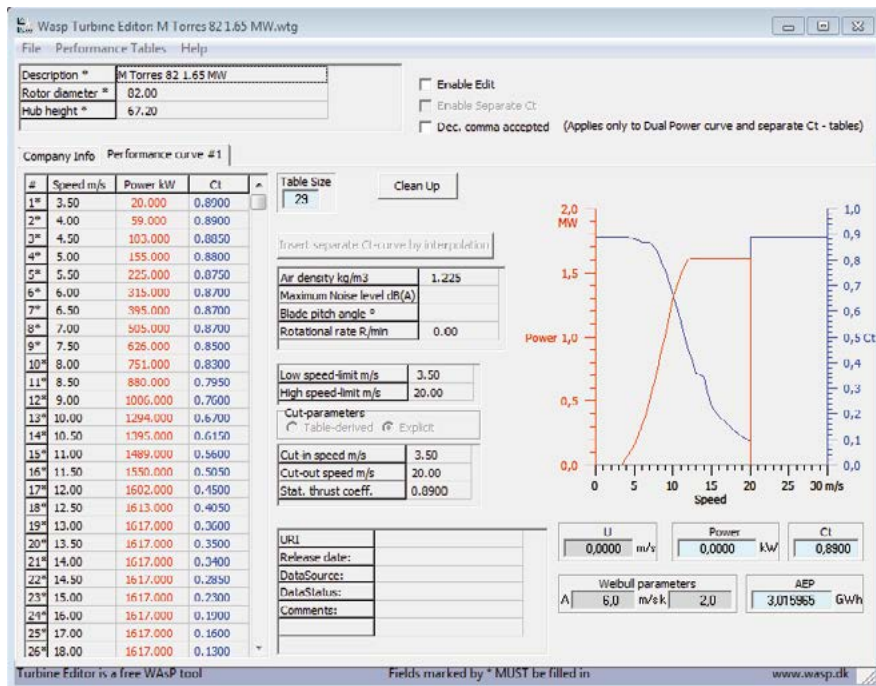 Wasp Turbine Editor: M Torres 82 1.65 MW.wtg
File Performance Tables Help
Description * M Torres 82 1.65 MW
Rotor diameter * 82.00
Hub height * 67.20
Enable Edit
Enable Separate Ct
Dec. comma accepted (Applies only to Dual Power curve and separate Ct - tables)
Company Info Performance curve #1
# Speed m/s Power kW Ct
1* 3.50 20.000 0.8900
2* 4.00 59.000 0.8900
3* 4.50 103.000 0.8850
4* 5.00 155.000 0.8800
5* 5.50 225.000 0.8750
6* 6.00 315.000 0.8700
7* 6.50 395.000 0.8700
8* 7.00 505.000 0.8700
9* 7.50 626.000 0.8500
10* 8.00 751.000 0.8300
11* 8.50 880.000 0.7950
12* 9.00 1006.000 0.7600
13* 10.00 1294.000 0.6700
14* 10.50 1395.000 0.6150
15* 11.00 1489.000 0.5600
16* 11.50 1550.000 0.5050
17* 12.00 1602.000 0.4500
18* 12.50 1613.000 0.4050
19* 13.00 1617.000 0.3600
20* 13.50 1617.000 0.3500
21* 14.00 1617.000 0.3400
22* 14.50 1617.000 0.2850
23* 15.00 1617.000 0.2300
24* 16.00 1617.000 0.1900
25* 17.00 1617.000 0.1600
26* 18.00 1617.000 0.1300
Table Size
29
Clean Up
Insert separate Ct-curve by interpolation
Air density kg/m3 1.225
Maximum Noise level dB(A)
Blade pitch angle °
Rotational rate R/min 0.00
Low speed-limit m/s 3.50
High speed-limit m/s 20.00
Cut-parameters
Table-derived Explicit
Cut-in speed m/s 3.50
Cut-out speed m/s 20.00
Stat. thrust coeff. 0.8900
URI
Release date:
DataSource:
DataStatus:
Comments:
2,0
MW
1,5
Power 1,0
0,5
0,0
1,0
0,9
0,8
0,7
0,6
0,5 Ct
0,4
0,3
0,2
0,1
0,0
0 5 10 15 20 25 30 m/s
Speed
U Power Ct
0,0000 m/s 0,0000 kW 0,8900
Weibull parameters AEP
A 6,0 m/s k 2,0 3,015965 GWh
Turbine Editor is a free WAsP tool Fields marked by * MUST be filled in www.wasp.dk